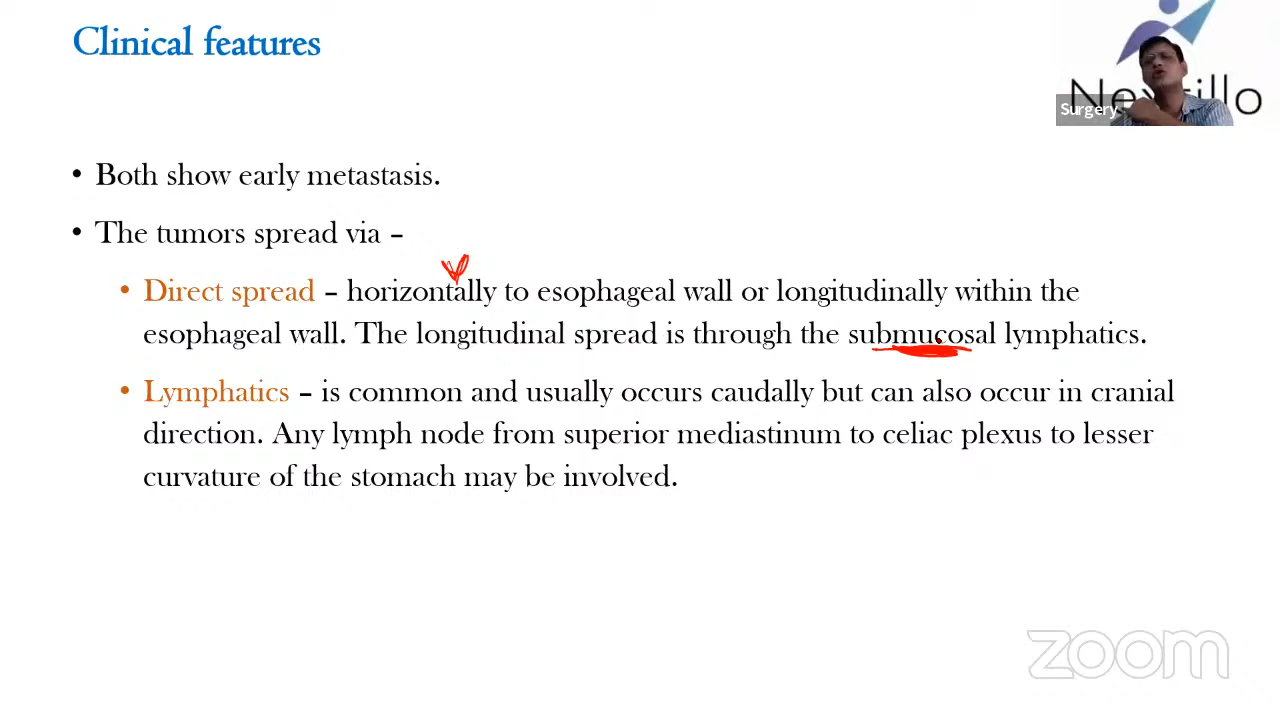 Clinical features
Surgery
• Both show early metastasis.
• The tumors spread via –
• Direct spread – horizontally to esophageal wall or longitudinally within the
esophageal wall. The longitudinal spread is through the submucosal lymphatics.
• Lymphatics – is common and usually occurs caudally but can also occur in cranial
direction. Any lymph node from superior mediastinum to celiac plexus to lesser
curvature of the stomach may be involved.
zoom